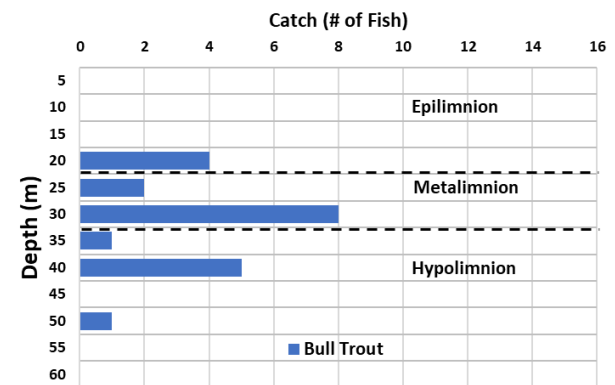 Catch (# of Fish)
0 2 4 6 8 10 12 14 16
Depth (m)
5
10
Epilimnion
15
20
25
Metalimnion
30
35
40
Hypolimnion
45
50
Bull Trout
55
60